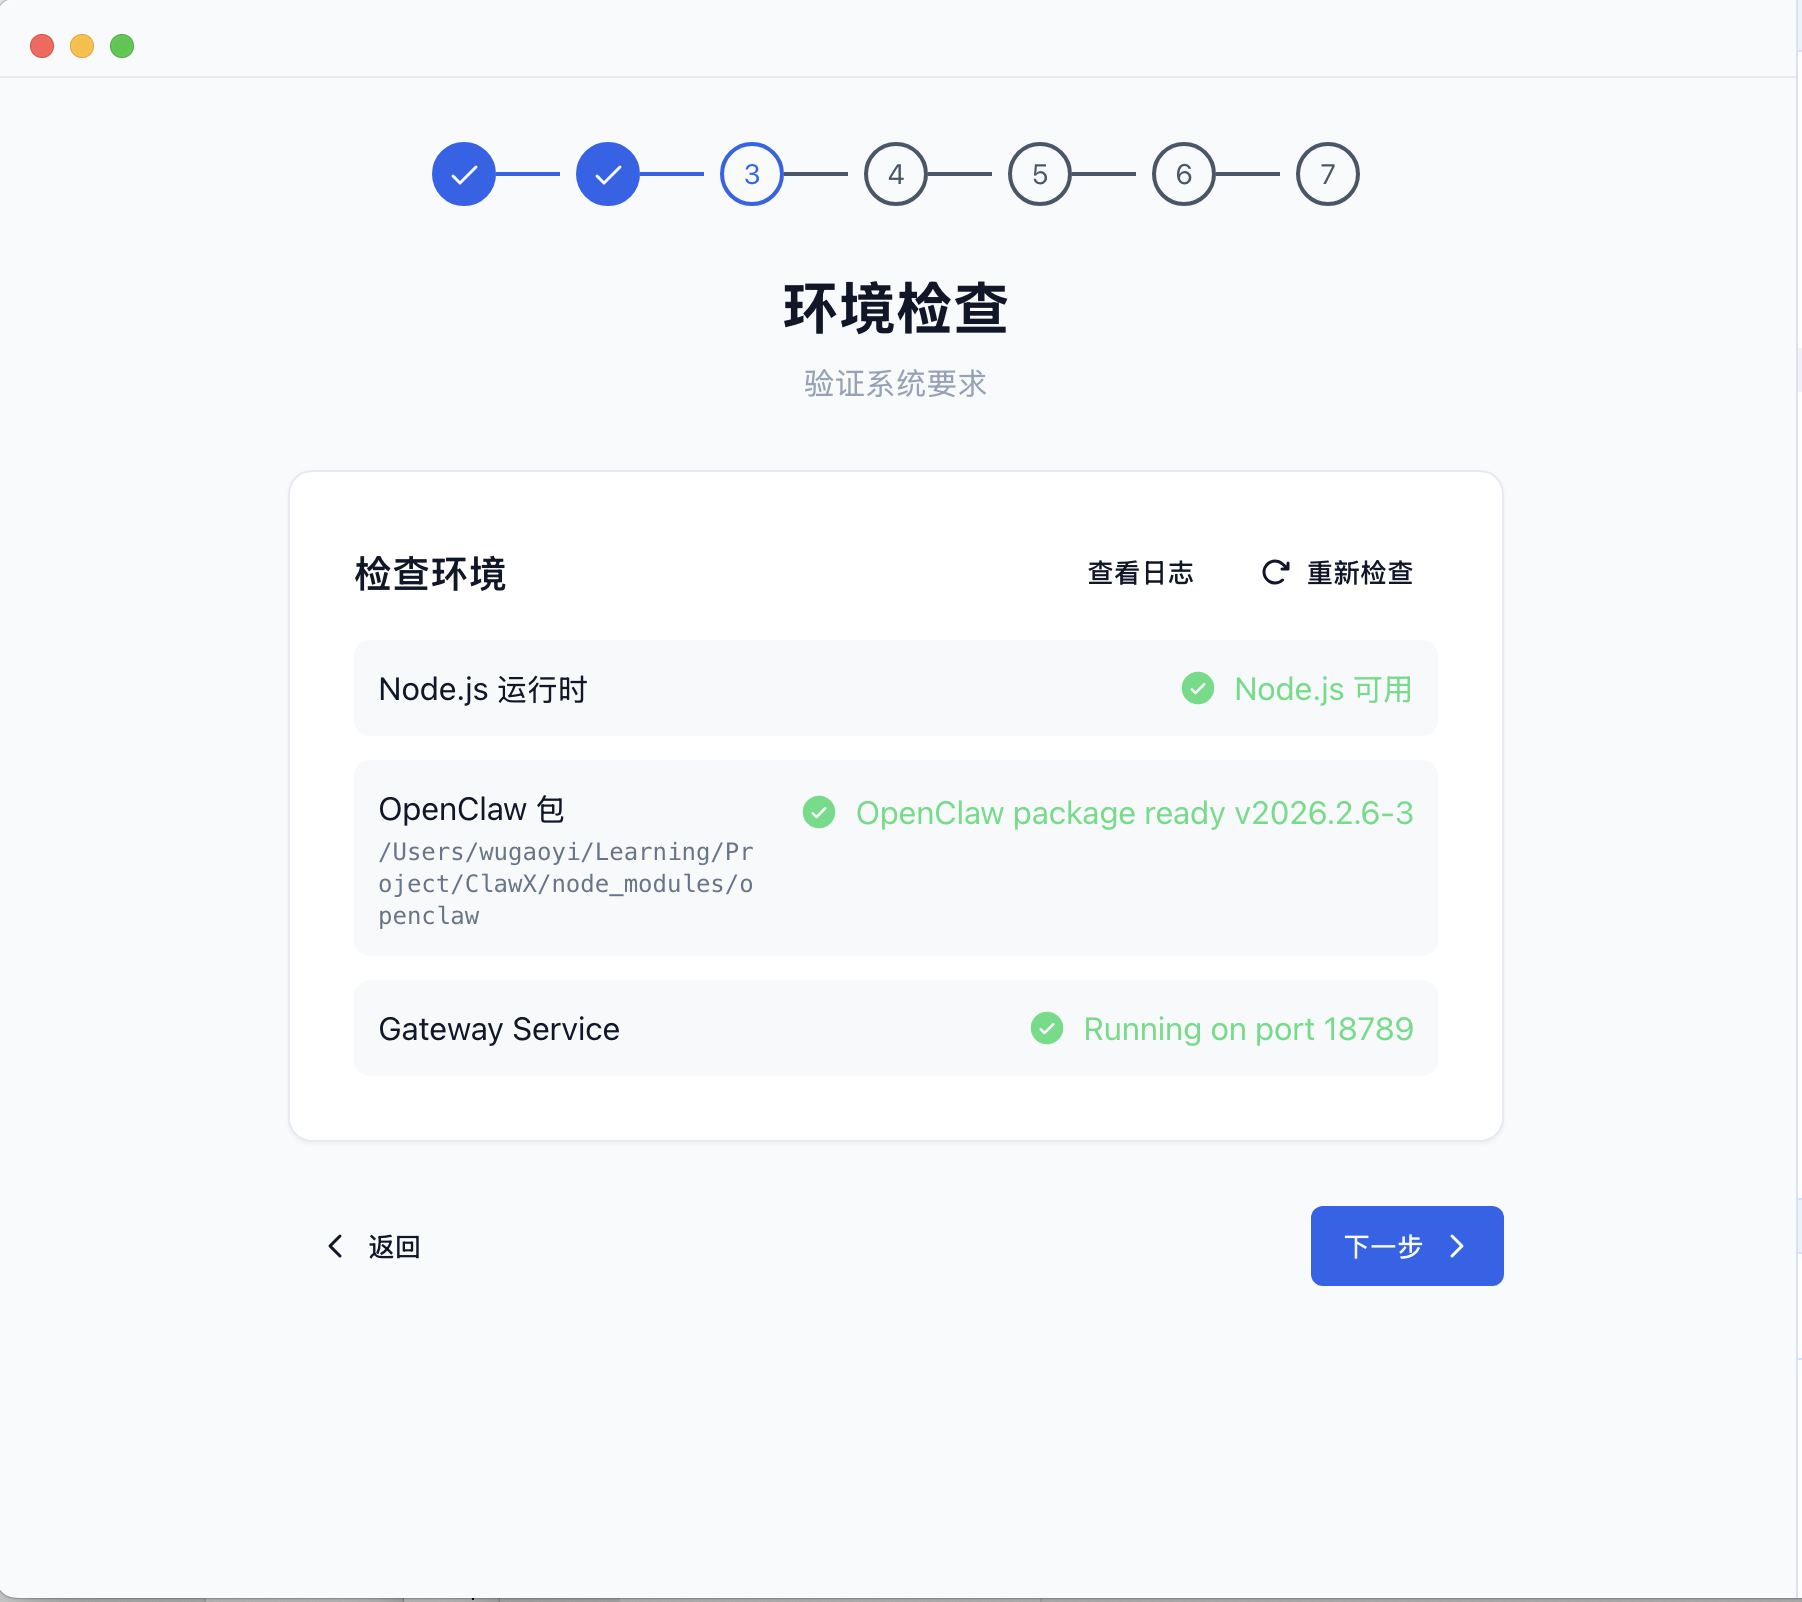 3
4
5
6
7
环境检查
验证系统要求
检查环境
查看日志
重新检查
Node.js 运行时
Node.js 可用
OpenClaw 包
OpenClaw package ready v2026.2.6-3
/Users/wugaoyi/Learning/Pr
oject/ClawX/node_modules/o
penclaw
Gateway Service
Running on port 18789
返回
下一步